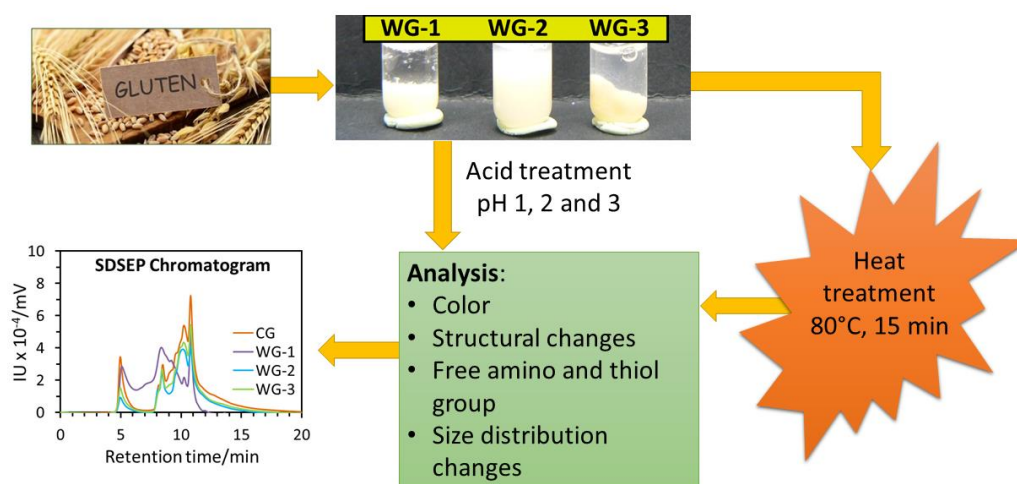 GLUTEN
WG-1 WG-2 WG-3
Acid treatment
pH 1, 2 and 3
Heat
treatment
80°C, 15 min
Analysis:
• Color
• Structural changes
• Free amino and thiol
group
• Size distribution
changes
SDSEP Chromatogram
IU x 10⁻⁴/mV
10
8
6
4
2
0
CG
WG-1
WG-2
WG-3
0 5 10 15 20
Retention time/min